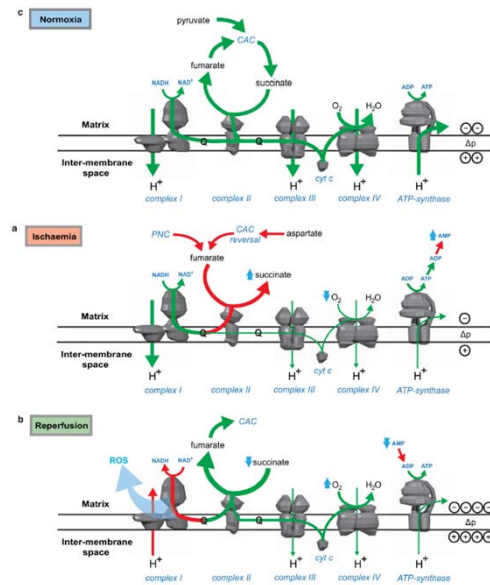 c Normoxia
pyruvate
CAC
fumarate
succinate
NADH NAD⁺
O₂ H₂O
ADP ATP
Matrix
Q Q
Δp
Inter-membrane
space
cyt c
H⁺ H⁺ H⁺ H⁺
complex I complex II complex III complex IV ATP-synthase
a Ischaemia
PNC CAC reversal aspartate
fumarate
succinate
AMP
ADP
NADH NAD⁺
O₂ H₂O
ADP ATP
Matrix
Q Q
Δp
Inter-membrane
space
cyt c
H⁺ H⁺ H⁺ H⁺
complex I complex II complex III complex IV ATP-synthase
b Reperfusion
CAC
ROS
fumarate
succinate
AMP
NADH NAD⁺
O₂ H₂O
ADP ATP
Matrix
Q Q
Δp
Inter-membrane
space
cyt c
H⁺ H⁺ H⁺ H⁺
complex I complex II complex III complex IV ATP-synthase